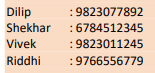 Dilip : 9823077892
Shekhar : 6784512345
Vivek : 9823011245
Riddhi : 9766556779